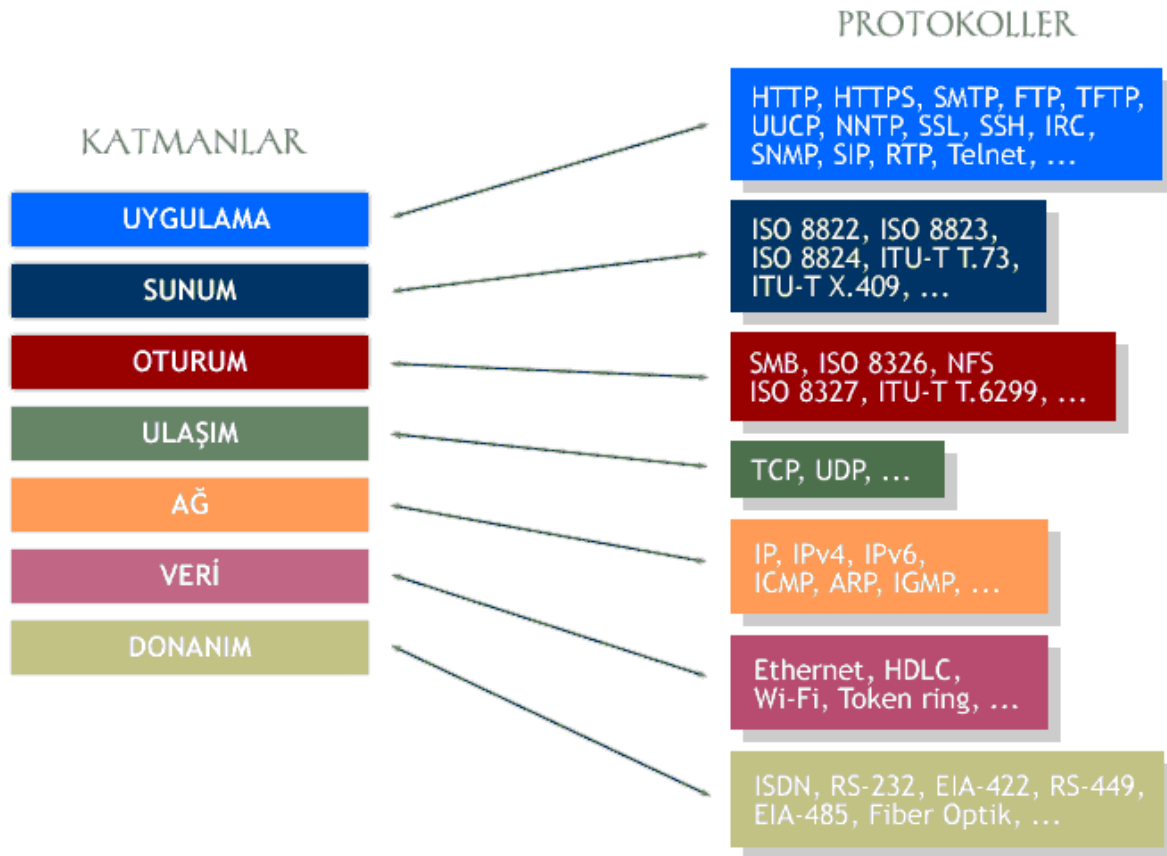 PROTOKOLLER
KATMANLAR
HTTP, HTTPS, SMTP, FTP, TFTP,
UUCP, NNTP, SSL, SSH, IRC,
SNMP, SIP, RTP, Telnet, ...
UYGULAMA
ISO 8822, ISO 8823,
ISO 8824, ITU-T T.73,
ITU-T X.409, ...
SUNUM
SMB, ISO 8326, NFS
ISO 8327, ITU-T T.6299, ...
OTURUM
TCP, UDP, ...
ULAŞIM
IP, IPv4, IPv6,
ICMP, ARP, IGMP, ...
AĞ
Ethernet, HDLC,
Wi-Fi, Token ring, ...
VERİ
ISDN, RS-232, EIA-422, RS-449,
EIA-485, Fiber Optik, ...
DONANIM